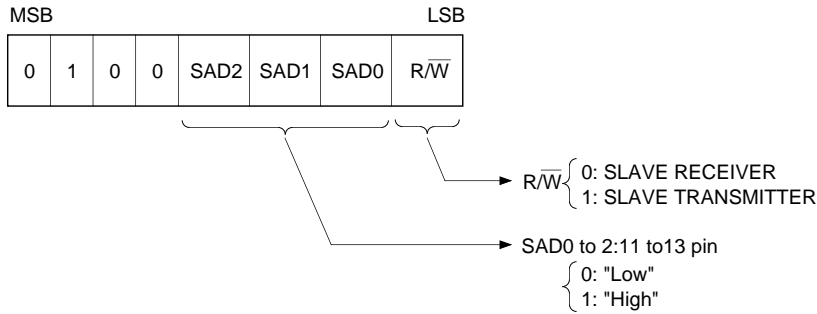 MSB LSB
0 1 0 0 SAD2 SAD1 SAD0 R/W̅
R/W̅ 0: SLAVE RECEIVER
1: SLAVE TRANSMITTER
SAD0 to 2:11 to13 pin
0: "Low"
1: "High"